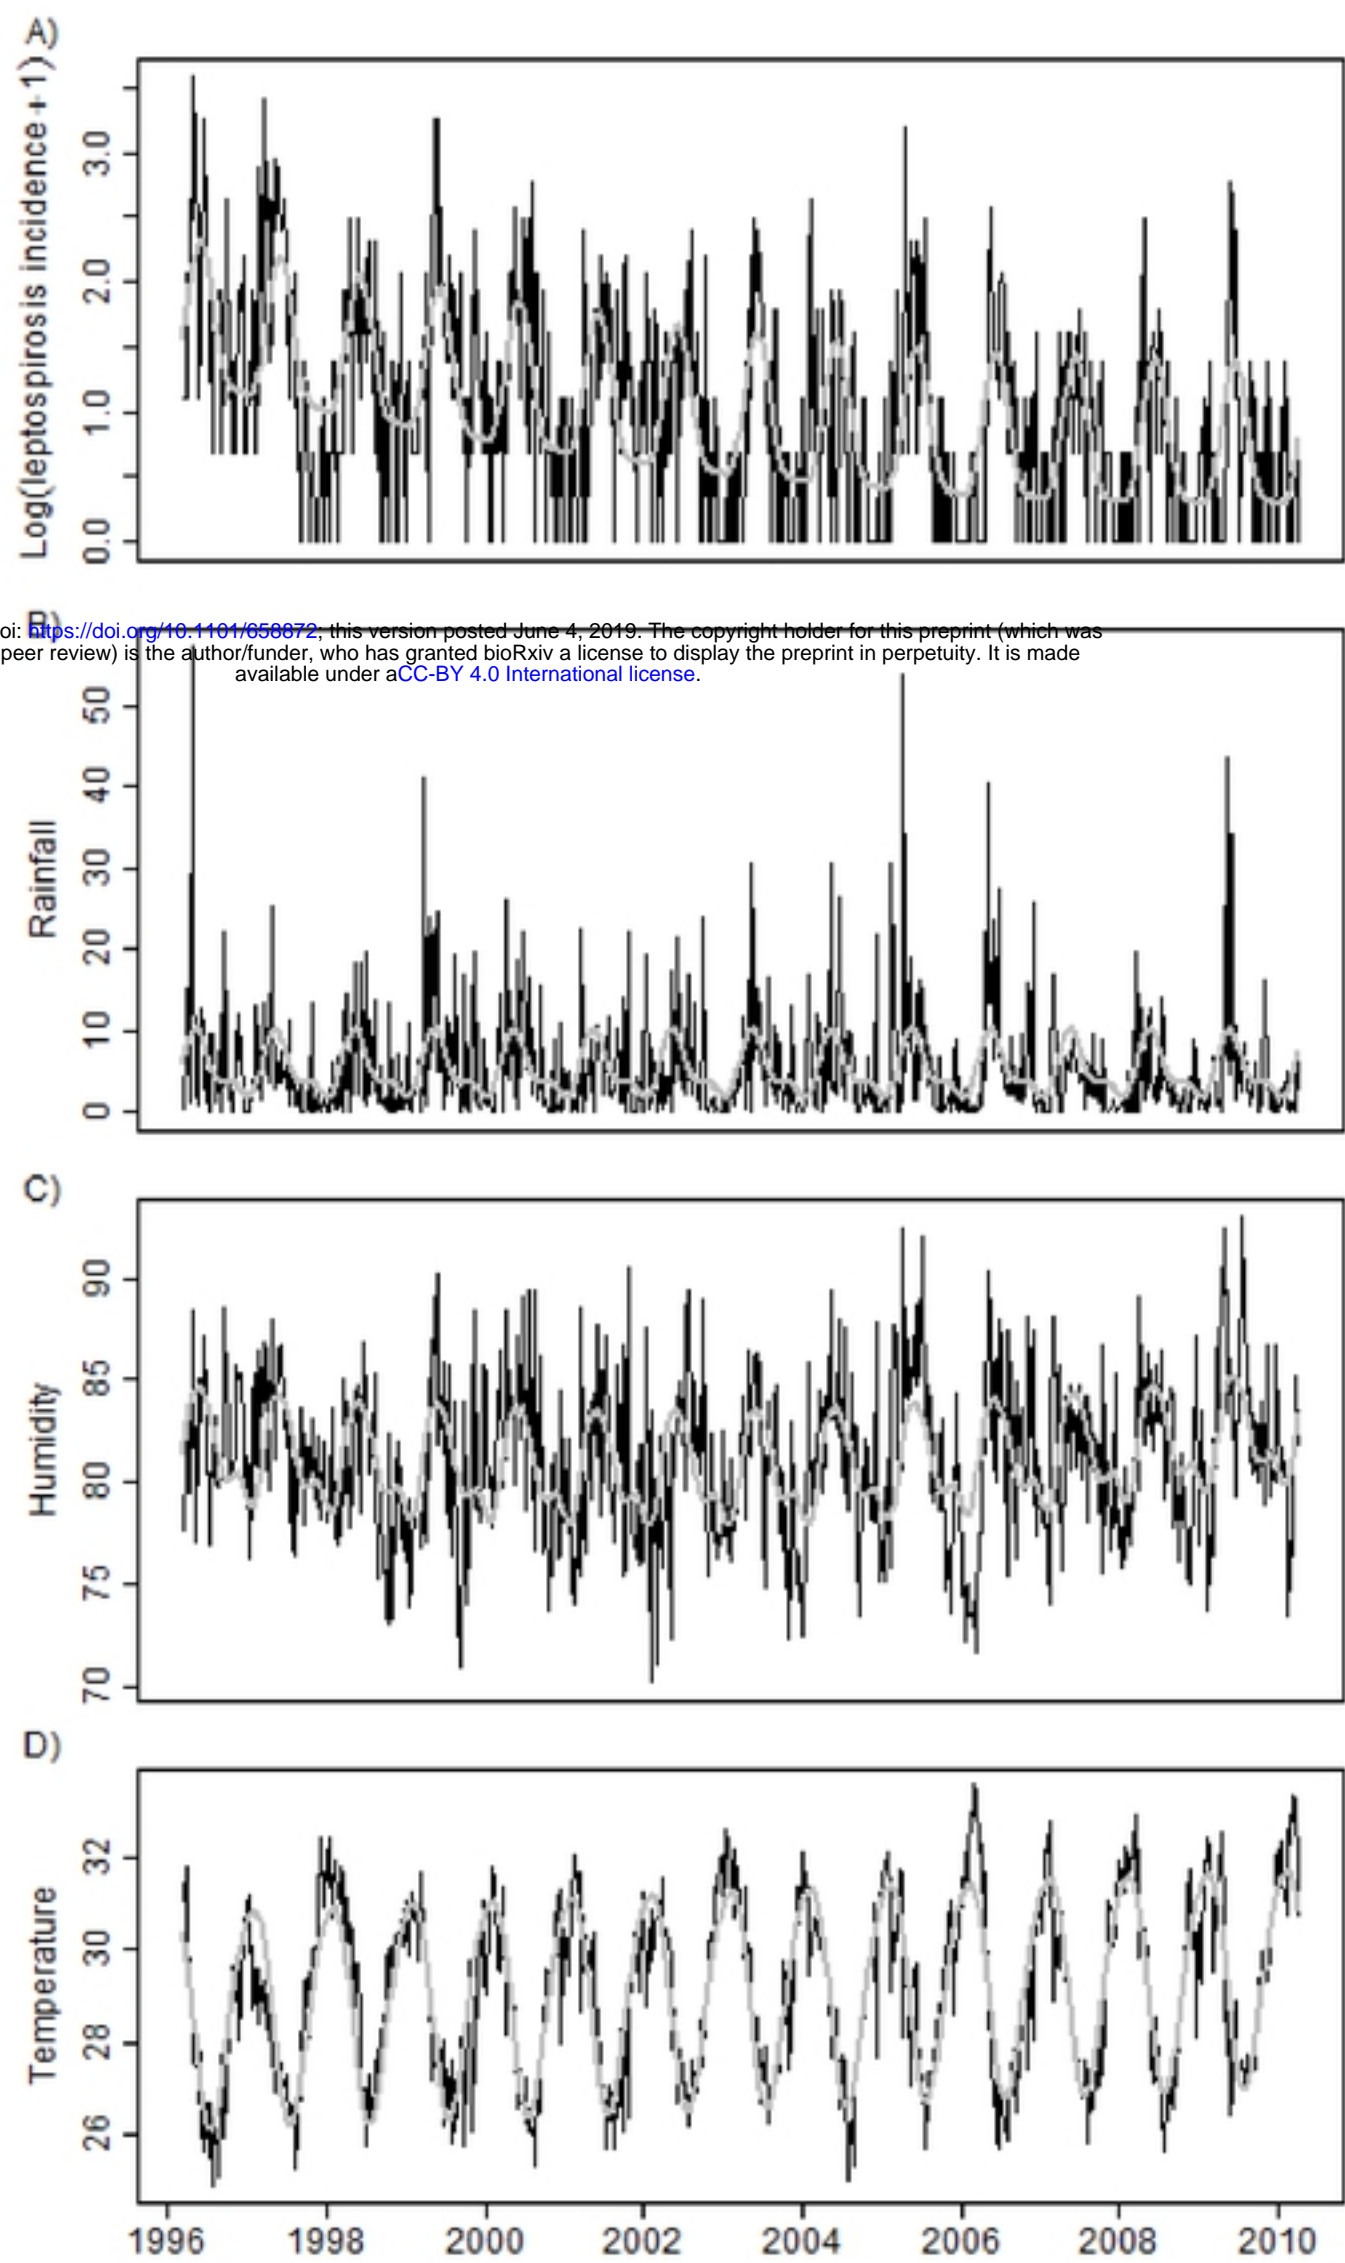 A)
Log(leptospirosis incidence + 1)
3.0
2.0
1.0
0.0
B)
oi: https://doi.org/10.1101/658872; this version posted June 4, 2019. The copyright holder for this preprint (which was
peer review) is the author/funder, who has granted bioRxiv a license to display the preprint in perpetuity. It is made
available under aCC-BY 4.0 International license.
Rainfall
50
40
30
20
10
0
C)
Humidity
90
85
80
75
70
D)
Temperature
32
30
28
26
1996 1998 2000 2002 2004 2006 2008 2010